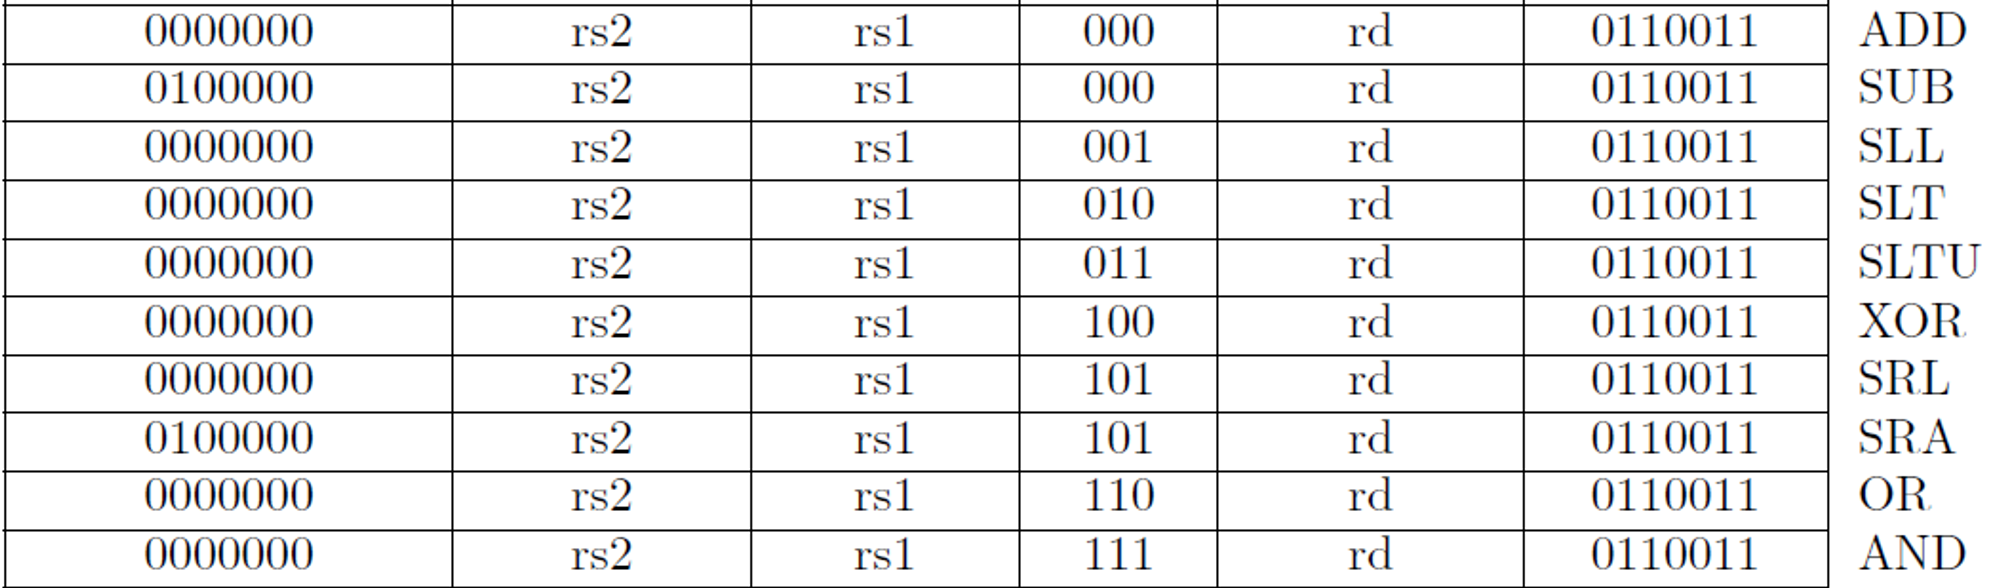 0000000 rs2 rs1 000 rd 0110011 ADD
0100000 rs2 rs1 000 rd 0110011 SUB
0000000 rs2 rs1 001 rd 0110011 SLL
0000000 rs2 rs1 010 rd 0110011 SLT
0000000 rs2 rs1 011 rd 0110011 SLTU
0000000 rs2 rs1 100 rd 0110011 XOR
0000000 rs2 rs1 101 rd 0110011 SRL
0100000 rs2 rs1 101 rd 0110011 SRA
0000000 rs2 rs1 110 rd 0110011 OR
0000000 rs2 rs1 111 rd 0110011 AND